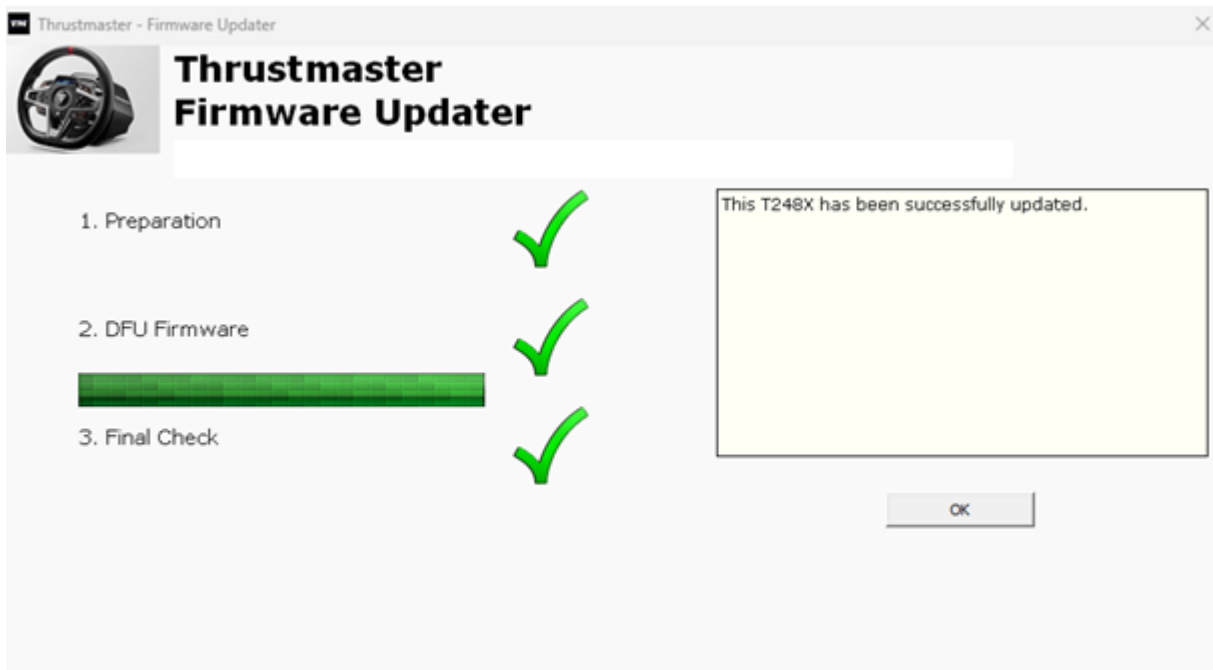 Thrustmaster - Firmware Updater
Thrustmaster
Firmware Updater
1. Preparation
2. DFU Firmware
3. Final Check
This T248X has been successfully updated.
OK